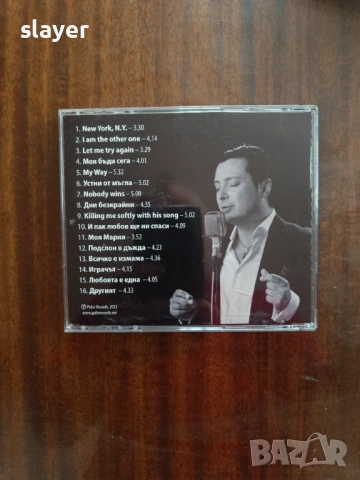 slayer
1. New York, N.Y. – 3.30
2. I am the other one – 4.14
3. Let me try again – 3.29
4. Моя бъди сега – 4.01
5. My Way – 5.32
6. Устни от мъгла – 5.02
7. Nobody wins – 5.00
8. Дни безкрайни – 4.35
9. Killing me softly with his song – 5.02
10. И пак любов ще ни спаси – 4.09
11. Моя Мария – 3.52
12. Подслон в дъжда – 4.23
13. Всичко е измама – 4.36
14. Играчът – 4.15
15. Любовта е една – 4.05
16. Другият – 4.33
BAZAR
bg